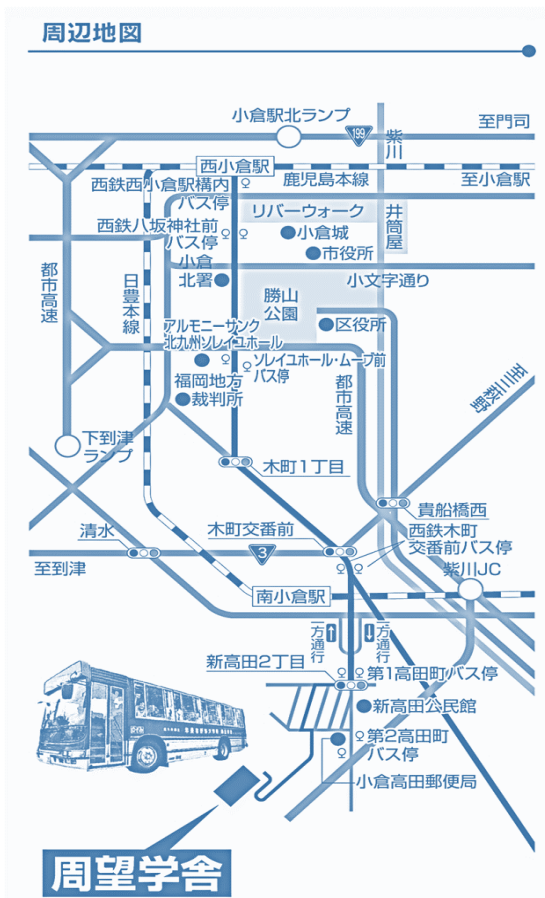 周辺地図
小倉駅北ランプ
199
紫川
至門司
西小倉駅
鹿児島本線
至小倉駅
西鉄西小倉駅構内
バス停
リバーウォーク
井筒屋
西鉄八坂神社前
バス停
小倉城
市役所
都市高速
日豊本線
小倉
北署
小文字通り
勝山
公園
アルモニーサンク
北九州ソレイユホール
区役所
ソレイユホール・ムーブ前
バス停
福岡地方
裁判所
都市高速
至三萩野
下到津
ランプ
木町1丁目
貴船橋西
清水
木町交番前
西鉄木町
交番前バス停
3
至到津
紫川JC
南小倉駅
一方通行
一方通行
新高田2丁目
第1高田町バス停
新高田公民館
第2高田町
バス停
小倉高田郵便局
周望学舎